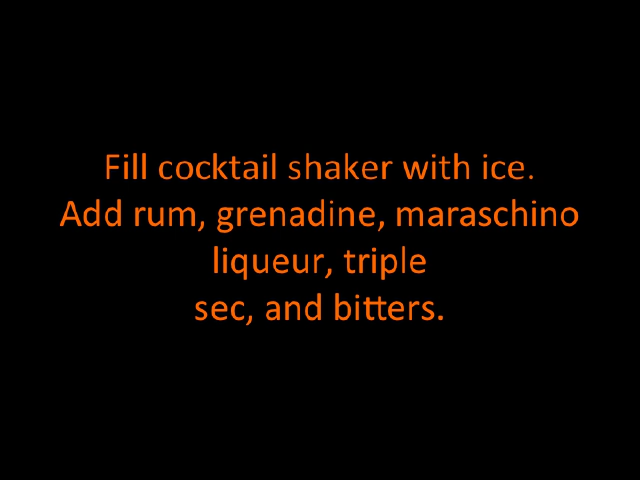 Fill cocktail shaker with ice.
Add rum, grenadine, maraschino
liqueur, triple
sec, and bitters.